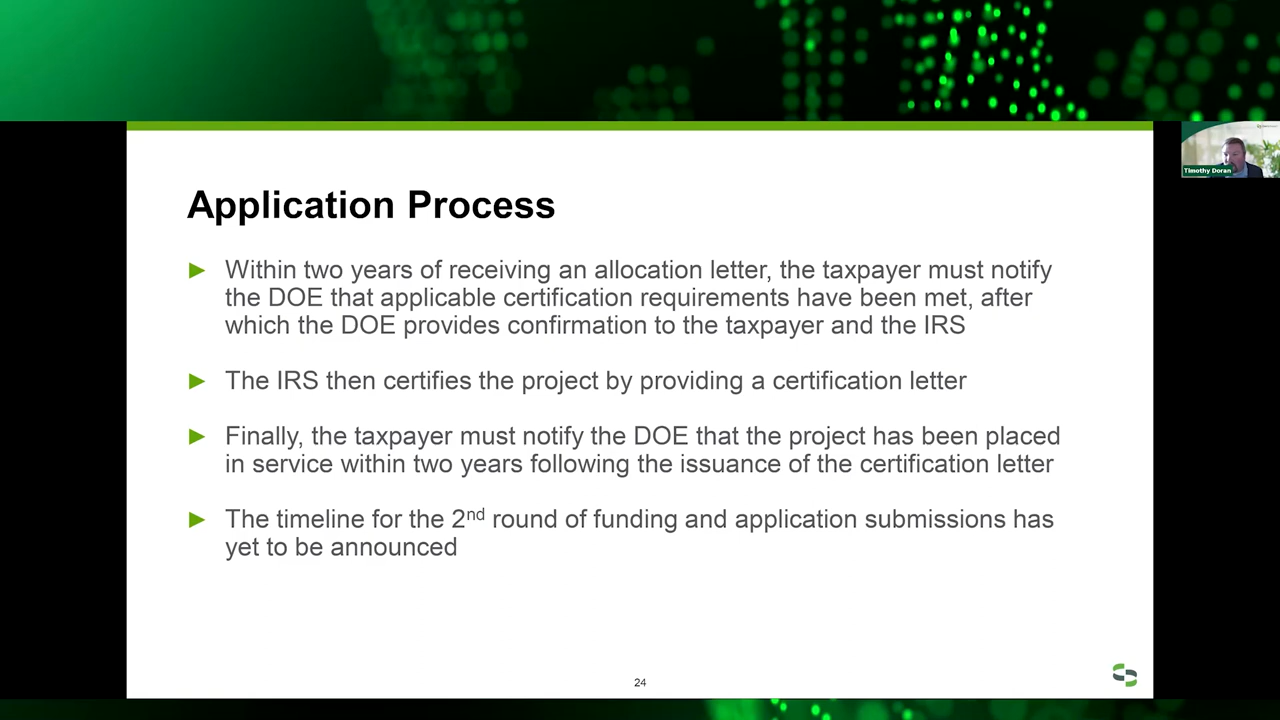 Application Process
► Within two years of receiving an allocation letter, the taxpayer must notify
the DOE that applicable certification requirements have been met, after
which the DOE provides confirmation to the taxpayer and the IRS
► The IRS then certifies the project by providing a certification letter
► Finally, the taxpayer must notify the DOE that the project has been placed
in service within two years following the issuance of the certification letter
► The timeline for the 2nd round of funding and application submissions has
yet to be announced
24
Timothy Doran